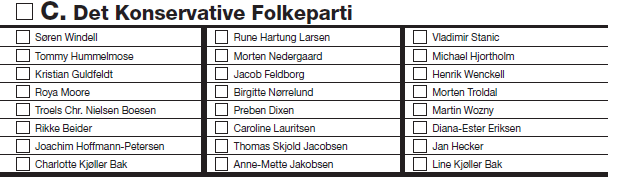 C. Det Konservative Folkeparti
Søren Windell
Tommy Hummelmose
Kristian Guldfeldt
Roya Moore
Troels Chr. Nielsen Boesen
Rikke Beider
Joachim Hoffmann-Petersen
Charlotte Kjøller Bak
Rune Hartung Larsen
Morten Nedergaard
Jacob Feldborg
Birgitte Nørrelund
Preben Dixen
Caroline Lauritsen
Thomas Skjold Jacobsen
Anne-Mette Jakobsen
Vladimir Stanic
Michael Hjortholm
Henrik Wenckell
Morten Troldal
Martin Wozny
Diana-Ester Eriksen
Jan Hecker
Line Kjøller Bak